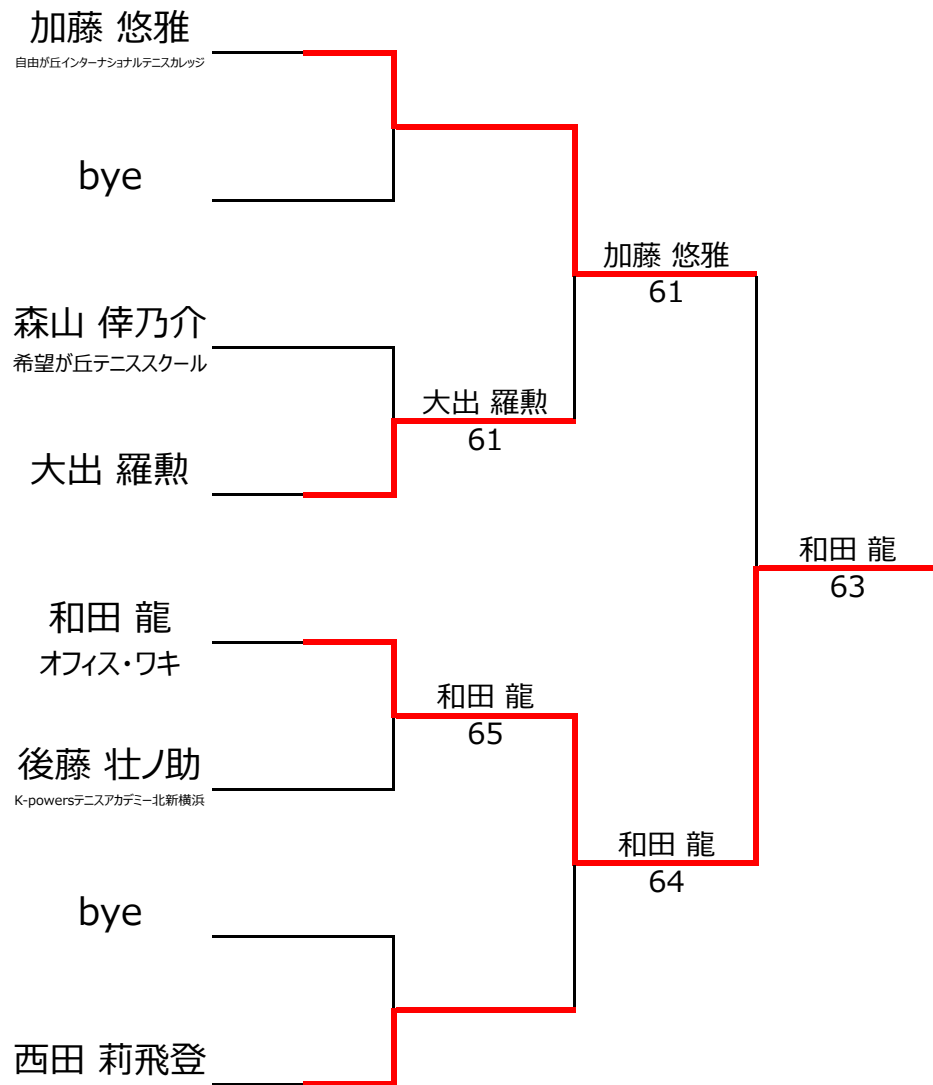 加藤 悠雅
自由が丘インターナショナルテニスカレッジ
bye
加藤 悠雅
61
森山 倖乃介
希望が丘テニススクール
大出 羅勲
61
大出 羅勲
和田 龍
63
和田 龍
オフィス・ワキ
和田 龍
65
後藤 壮ノ助
K-powersテニスアカデミー北新横浜
和田 龍
64
bye
西田 莉飛登